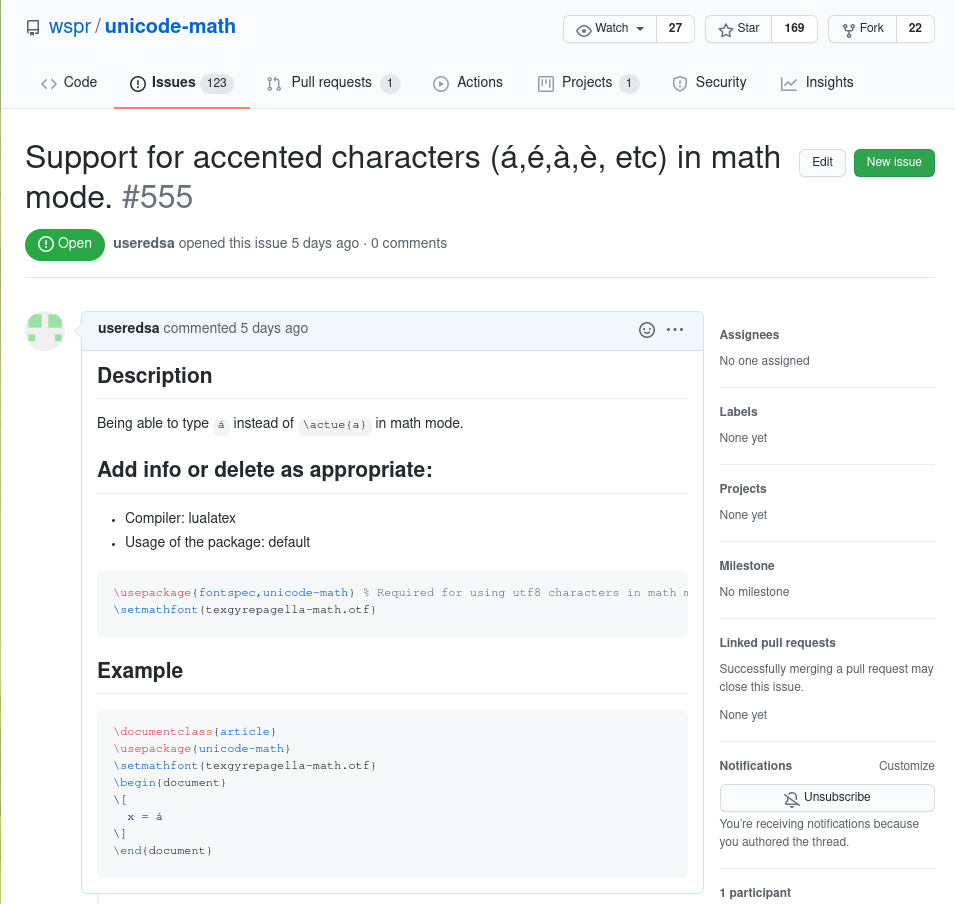 wspr / unicode-math
Watch 27 Star 169 Fork 22
Code Issues 123 Pull requests 1 Actions Projects 1 Security Insights
Support for accented characters (á,é,à,è, etc) in math
mode. #555
Edit New issue
Open useredsa opened this issue 5 days ago · 0 comments
useredsa commented 5 days ago
Description
Being able to type á instead of \actue{a} in math mode.
Add info or delete as appropriate:
• Compiler: lualatex
• Usage of the package: default
\usepackage{fontspec,unicode-math} % Required for using utf8 characters in math
\setmathfont{texgyrepagella-math.otf}
Example
\documentclass{article}
\usepackage{unicode-math}
\setmathfont{texgyrepagella-math.otf}
\begin{document}
\[
x = á
\]
\end{document}
Assignees
No one assigned
Labels
None yet
Projects
None yet
Milestone
No milestone
Linked pull requests
Successfully merging a pull request may
close this issue.
None yet
Notifications Customize
Unsubscribe
You're receiving notifications because
you authored the thread.
1 participant